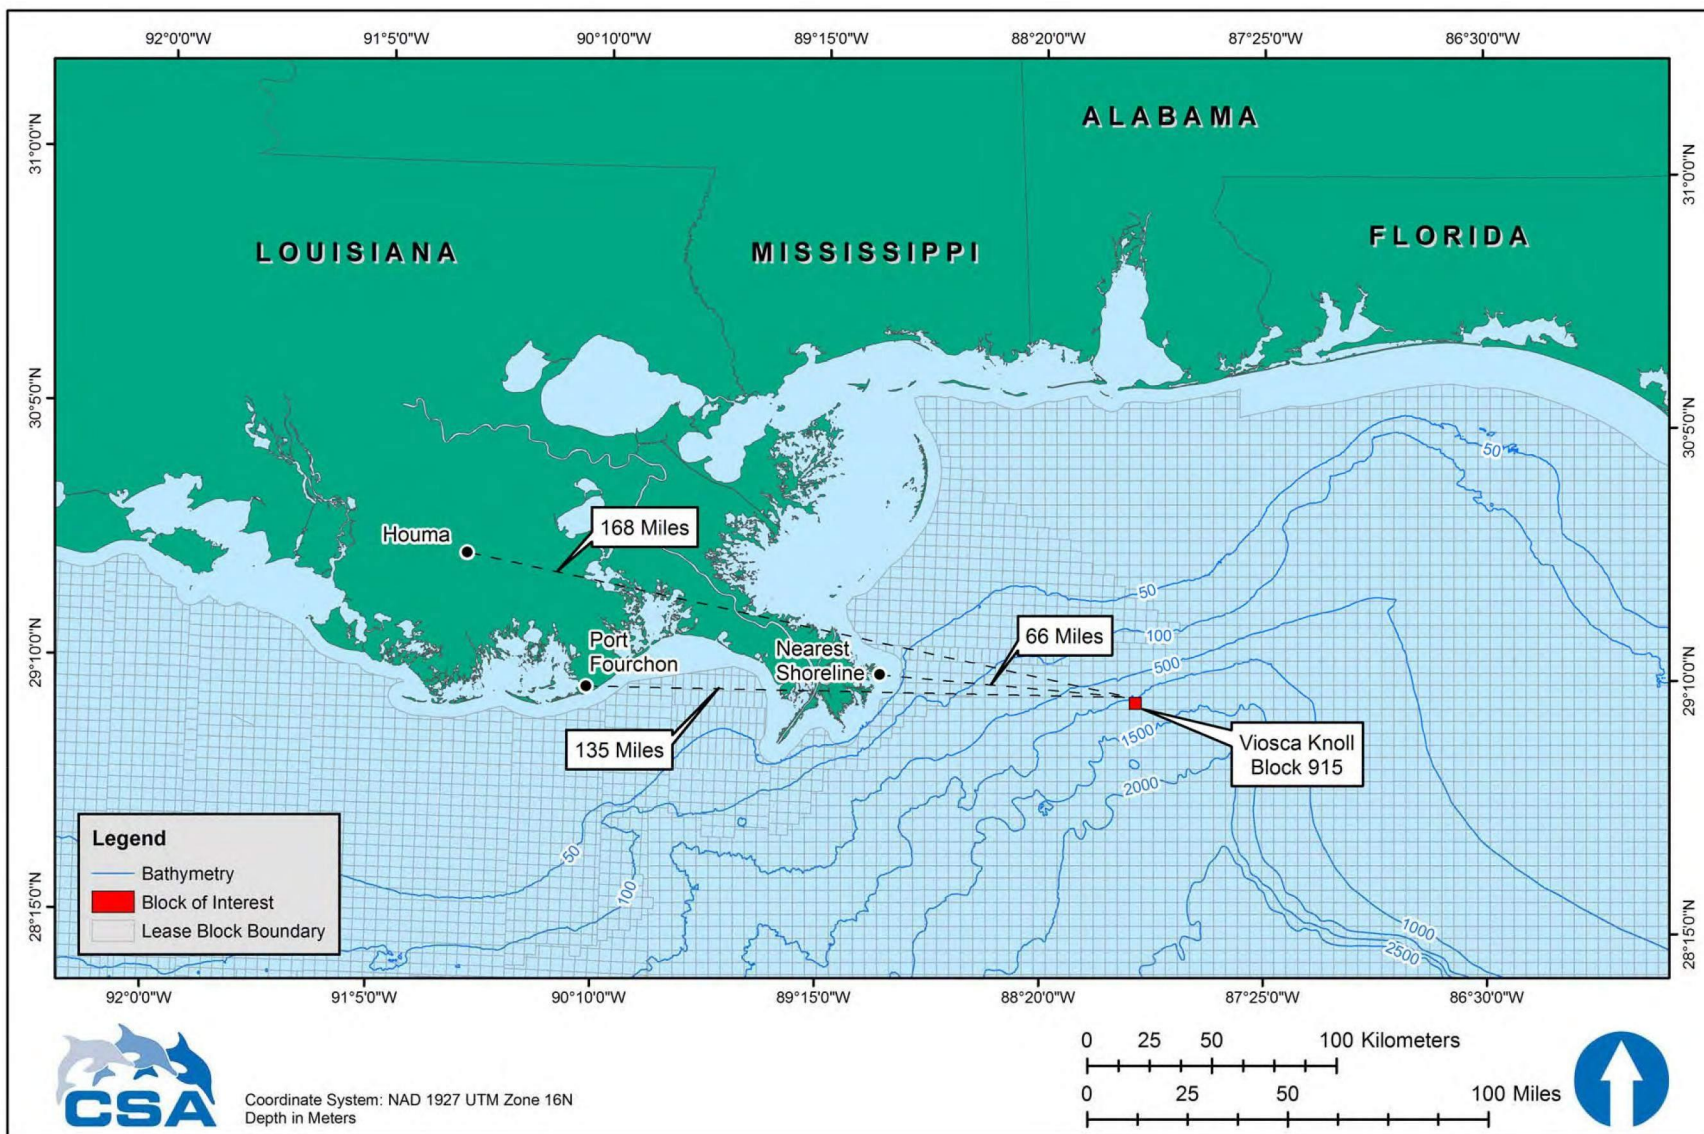 92°0'0"W 91°5'0"W 90°10'0"W 89°15'0"W 88°20'0"W 87°25'0"W 86°30'0"W
31°0'0"N
31°0'0"N
ALABAMA
LOUISIANA
MISSISSIPPI
FLORIDA
30°5'0"N
30°5'0"N
50
168 Miles
Houma
50
66 Miles
100
Port
Fourchon
Nearest
Shoreline
500
29°10'0"N
29°10'0"N
135 Miles
1500
Viosca Knoll
Block 915
2000
Legend
Bathymetry
Block of Interest
Lease Block Boundary
50
100
1000
2500
28°15'0"N
28°15'0"N
92°0'0"W 91°5'0"W 90°10'0"W 89°15'0"W 88°20'0"W 87°25'0"W 86°30'0"W
CSA
Coordinate System: NAD 1927 UTM Zone 16N
Depth in Meters
0 25 50 100 Kilometers
0 25 50 100 Miles